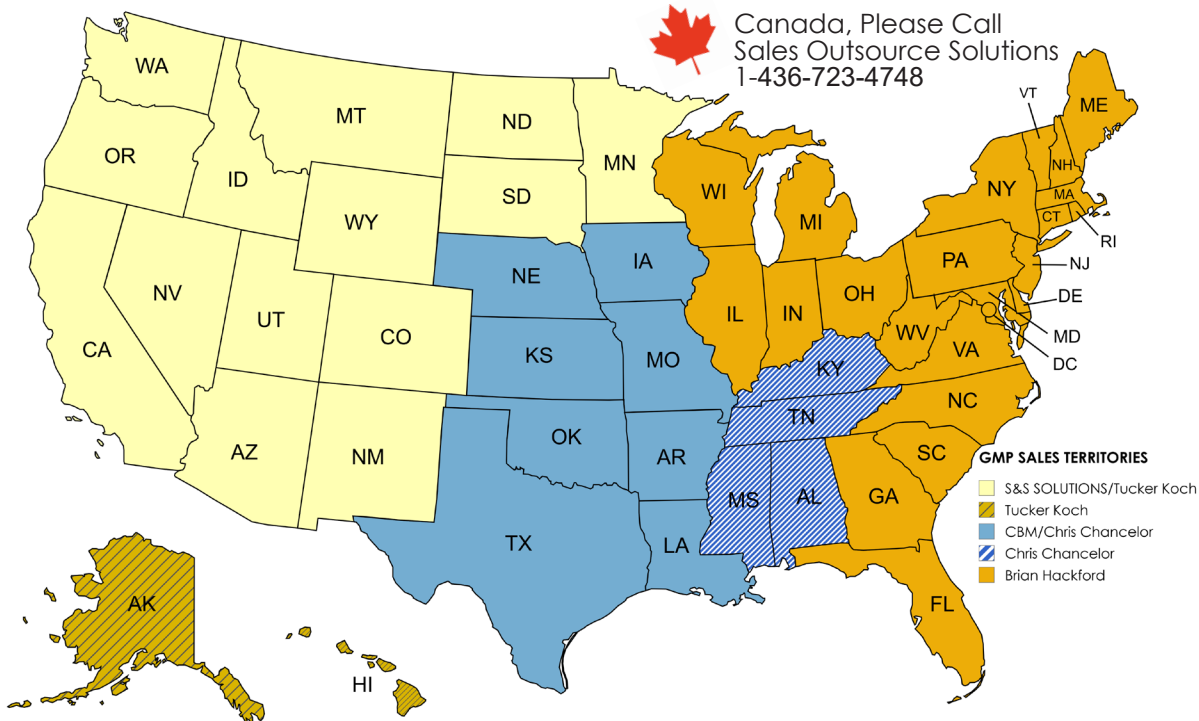 Canada, Please Call
Sales Outsource Solutions
1-436-723-4748
WA
OR
CA
NV
ID
MT
WY
UT
CO
AZ
NM
ND
SD
MN
NE
KS
OK
TX
IA
MO
AR
LA
WI
IL
MI
IN
OH
KY
TN
MS
AL
GA
FL
SC
NC
VA
WV
PA
NY
VT
NH
ME
MA
CT
RI
NJ
DE
MD
DC
AK
HI
GMP SALES TERRITORIES
S&S SOLUTIONS/Tucker Koch
Tucker Koch
CBM/Chris Chancelor
Chris Chancelor
Brian Hackford